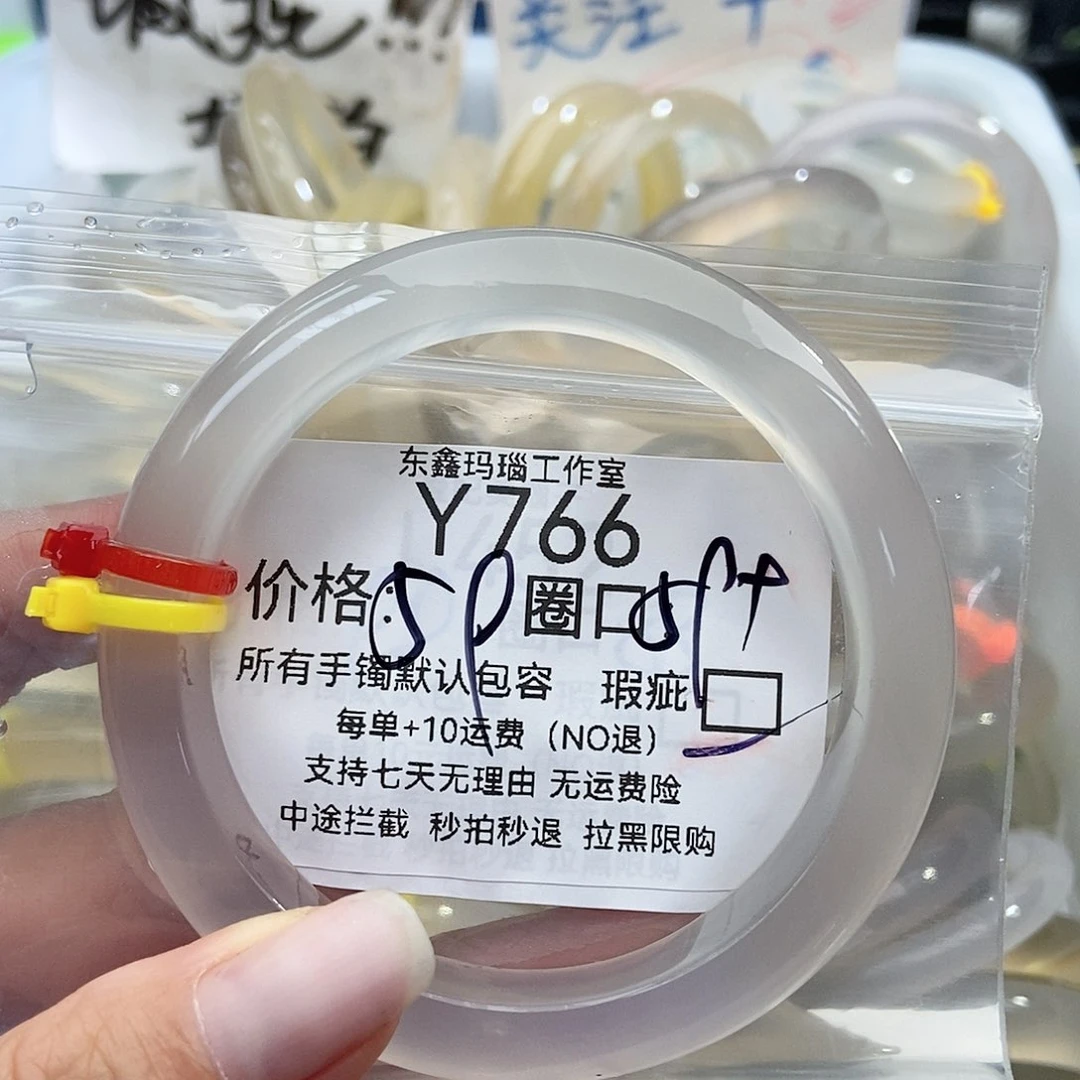 关注
东鑫玛瑙工作室
Y766
价格: 圈口
所有手镯默认包容 瑕疵
每单+10运费（NO退）
支持七天无理由 无运费险
中途拦截 秒拍秒退 拉黑限购